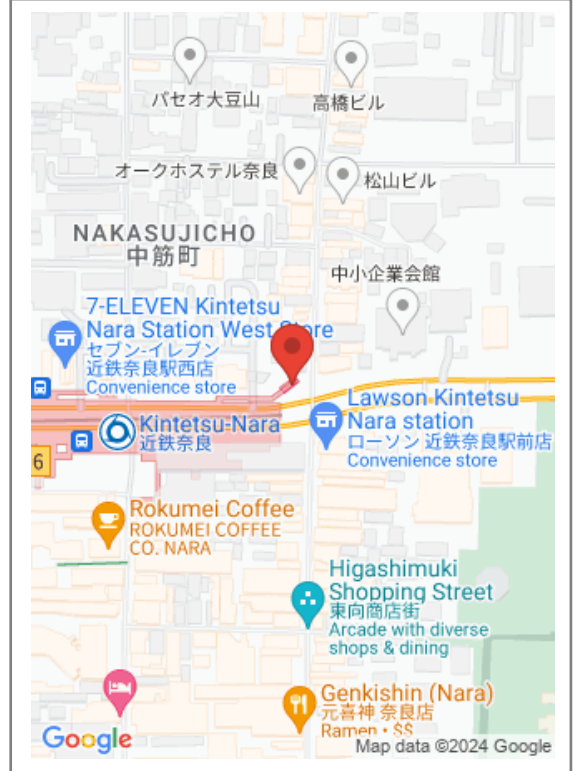 パセオ大豆山
高橋ビル
オークホステル奈良
松山ビル
NAKASUJICHO
中筋町
中小企業会館
7-ELEVEN Kintetsu
Nara Station West Store
セブン-イレブン
近鉄奈良駅西店
Convenience store
Lawson Kintetsu
Nara station
ローソン 近鉄奈良駅前店
Convenience store
Kintetsu-Nara
近鉄奈良
6
Rokumei Coffee
ROKUMEI COFFEE
CO. NARA
Higashimuki
Shopping Street
東向商店街
Arcade with diverse
shops & dining
Genkishin (Nara)
元喜神 奈良店
Ramen • $$
Google
Map data ©2024 Google